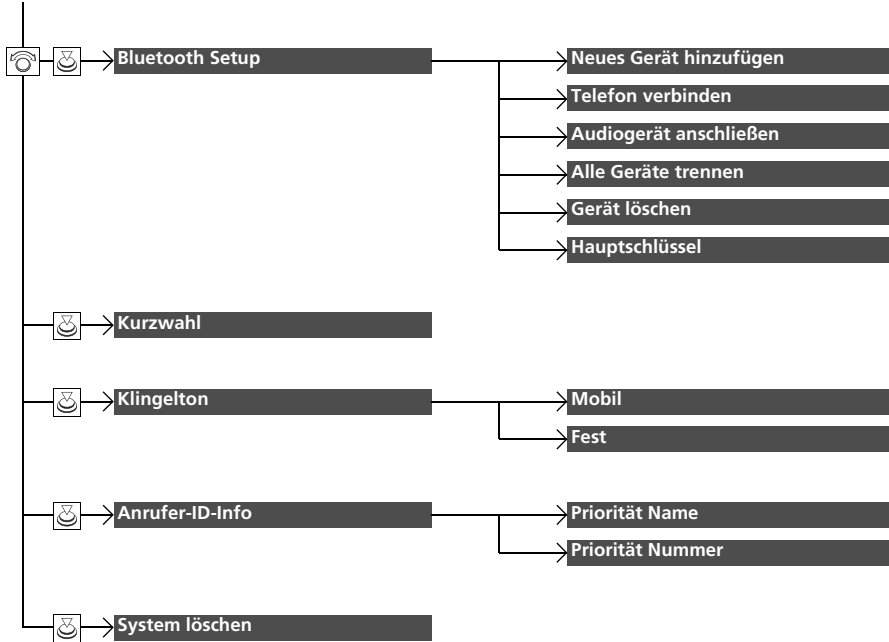 Bluetooth Setup
Neues Gerät hinzufügen
Telefon verbinden
Audiogerät anschließen
Alle Geräte trennen
Gerät löschen
Hauptschlüssel
Kurzwahl
Klingelton
Mobil
Fest
Anrufer-ID-Info
Priorität Name
Priorität Nummer
System löschen